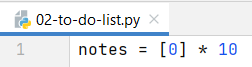 02-to-do-list.py
1 notes = [0] * 10